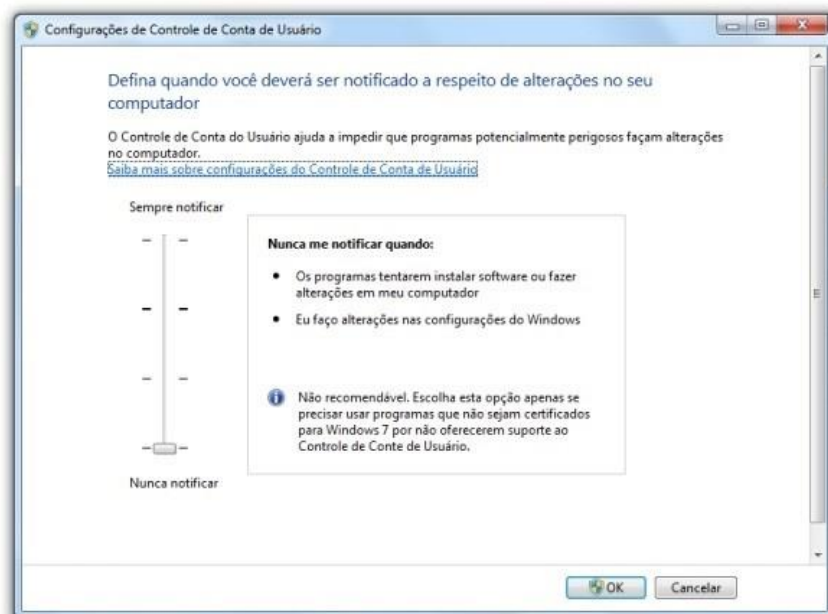 Configurações de Controle de Conta de Usuário
Defina quando você deverá ser notificado a respeito de alterações no seu
computador
O Controle de Conta do Usuário ajuda a impedir que programas potencialmente perigosos façam alterações
no computador.
Saiba mais sobre configurações do Controle de Conta de Usuário
Sempre notificar
Nunca me notificar quando:
Os programas tentarem instalar software ou fazer
alterações em meu computador
Eu faço alterações nas configurações do Windows
Não recomendável. Escolha esta opção apenas se
precisar usar programas que não sejam certificados
para Windows 7 por não oferecerem suporte ao
Controle de Conte de Usuário.
Nunca notificar
OK
Cancelar